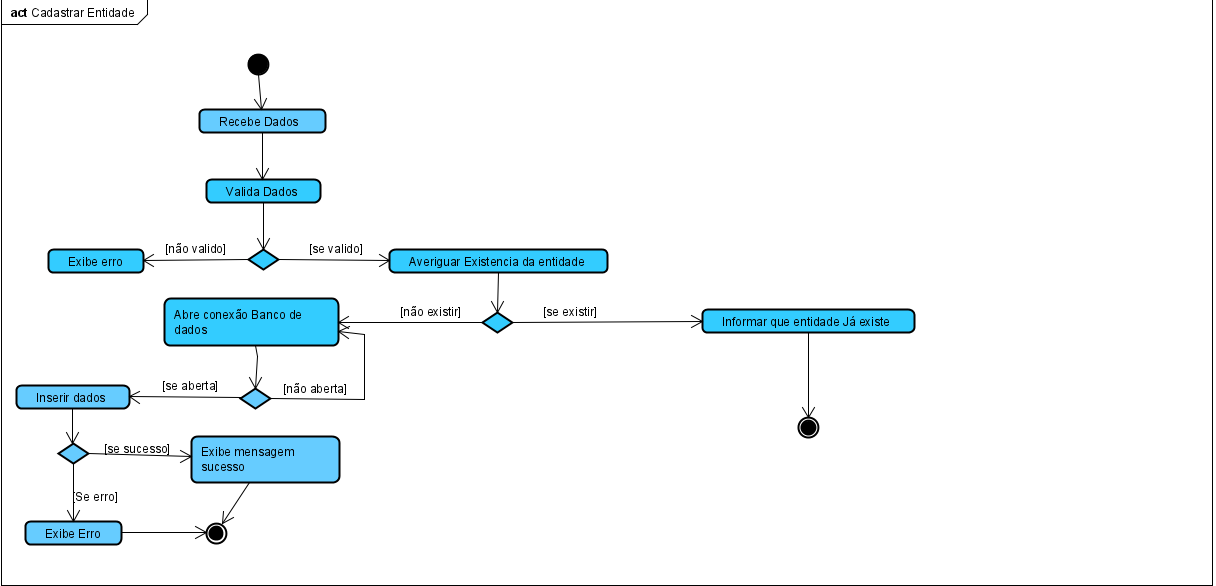 act Cadastrar Entidade
Recebe Dados
Valida Dados
[não valido]
[se valido]
Exibe erro
Averiguar Existencia da entidade
Abre conexão Banco de
dados
[não existir]
[se existir]
Informar que entidade Já existe
[se aberta]
[não aberta]
Inserir dados
[se sucesso]
Exibe mensagem
sucesso
[Se erro]
Exibe Erro